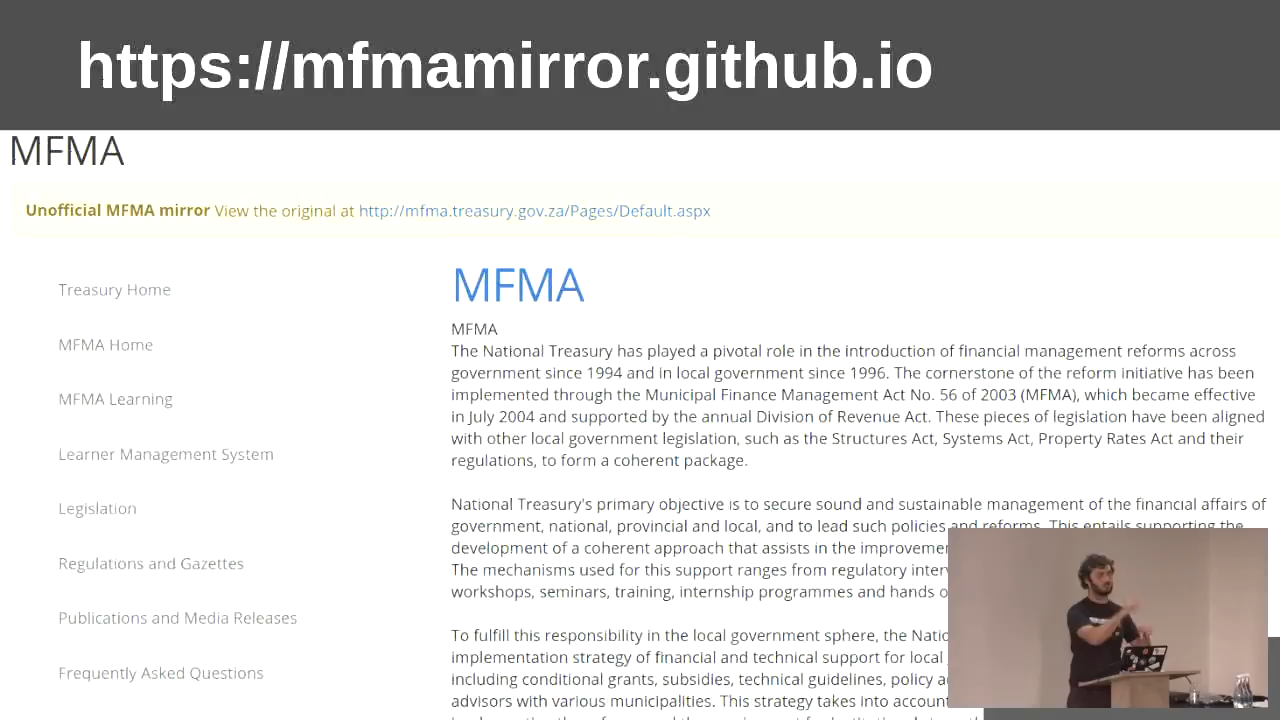 https://mfmamirror.github.io
MFMA
Unofficial MFMA mirror View the original at http://mfma.treasury.gov.za/Pages/Default.aspx
Treasury Home
MFMA Home
MFMA Learning
Learner Management System
Legislation
Regulations and Gazettes
Publications and Media Releases
Frequently Asked Questions
MFMA
MFMA
The National Treasury has played a pivotal role in the introduction of financial management reforms across
government since 1994 and in local government since 1996. The cornerstone of the reform initiative has been
implemented through the Municipal Finance Management Act No. 56 of 2003 (MFMA), which became effective
in July 2004 and supported by the annual Division of Revenue Act. These pieces of legislation have been aligned
with other local government legislation, such as the Structures Act, Systems Act, Property Rates Act and their
regulations, to form a coherent package.
National Treasury's primary objective is to secure sound and sustainable management of the financial affairs of
government, national, provincial and local, and to lead such policies and reforms. This entails supporting the
development of a coherent approach that assists in the
The mechanisms used for this support ranges from regulatory
workshops, seminars, training, internship programmes and hands
To fulfill this responsibility in the local government sphere, the
implementation strategy of financial and technical support for local
including conditional grants, subsidies, technical guidelines, policy
advisors with various municipalities. This strategy takes into account